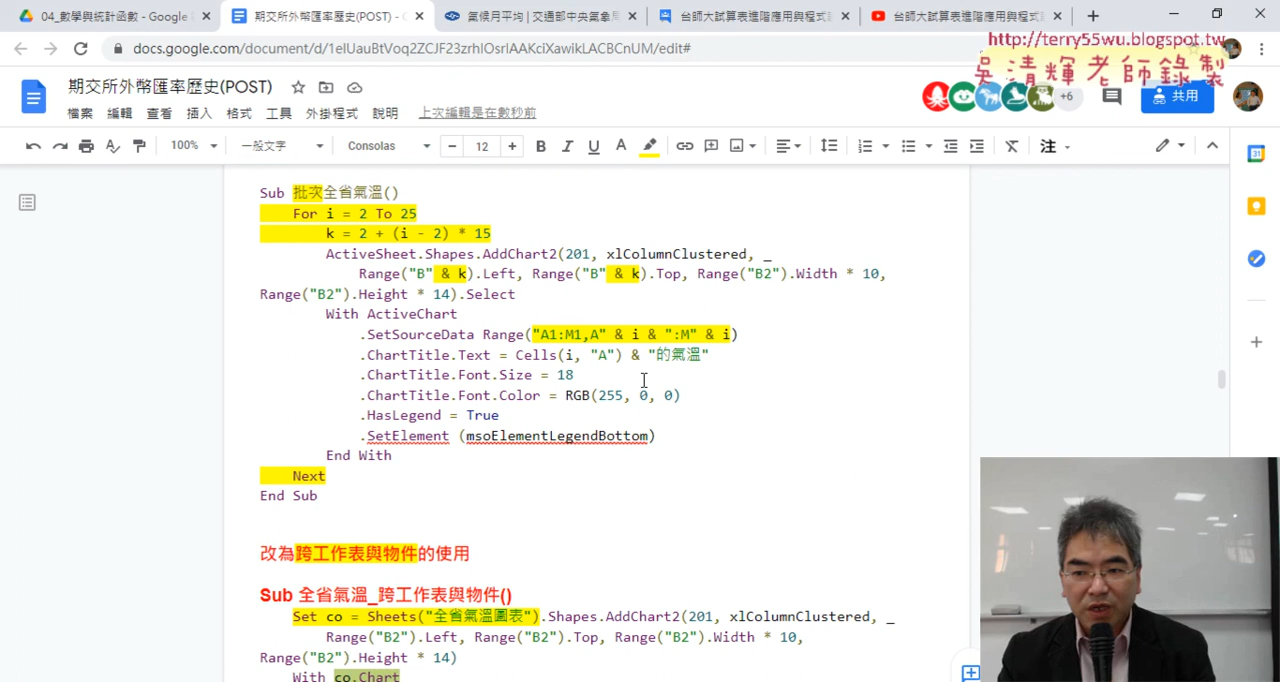 04_數學與統計函數 - Google
期交所外幣匯率歷史(POST) - G
氣候月平均 | 交通部中央氣象局
台師大試算表進階應用與程式設
台師大試算表進階應用與程式設
docs.google.com/document/d/1elUauBtVoq2ZCJF23zrhlOsrlAAKciXawikLACBCnUM/edit#
http://terry55wu.blogspot.tw
吳清輝老師錄製
期交所外幣匯率歷史(POST)
+6
共用
檔案 編輯 查看 插入 格式 工具 外掛程式 說明 上次編輯是在數秒前
100% 一般文字 Consolas 12 B I U A 注
Sub 批次全省氣溫()
For i = 2 To 25
k = 2 + (i - 2) * 15
ActiveSheet.Shapes.AddChart2(201, xlColumnClustered, _
Range("B" & k).Left, Range("B" & k).Top, Range("B2").Width * 10,
Range("B2").Height * 14).Select
With ActiveChart
.SetSourceData Range("A1:M1,A" & i & ":M" & i)
.ChartTitle.Text = Cells(i, "A") & "的氣溫"
.ChartTitle.Font.Size = 18
.ChartTitle.Font.Color = RGB(255, 0, 0)
.HasLegend = True
.SetElement (msoElementLegendBottom)
End With
Next
End Sub
改為跨工作表與物件的使用
Sub 全省氣溫_跨工作表與物件()
Set co = Sheets("全省氣溫圖表").Shapes.AddChart2(201, xlColumnClustered, _
Range("B2").Left, Range("B2").Top, Range("B2").Width * 10,
Range("B2").Height * 14)
With co.Chart